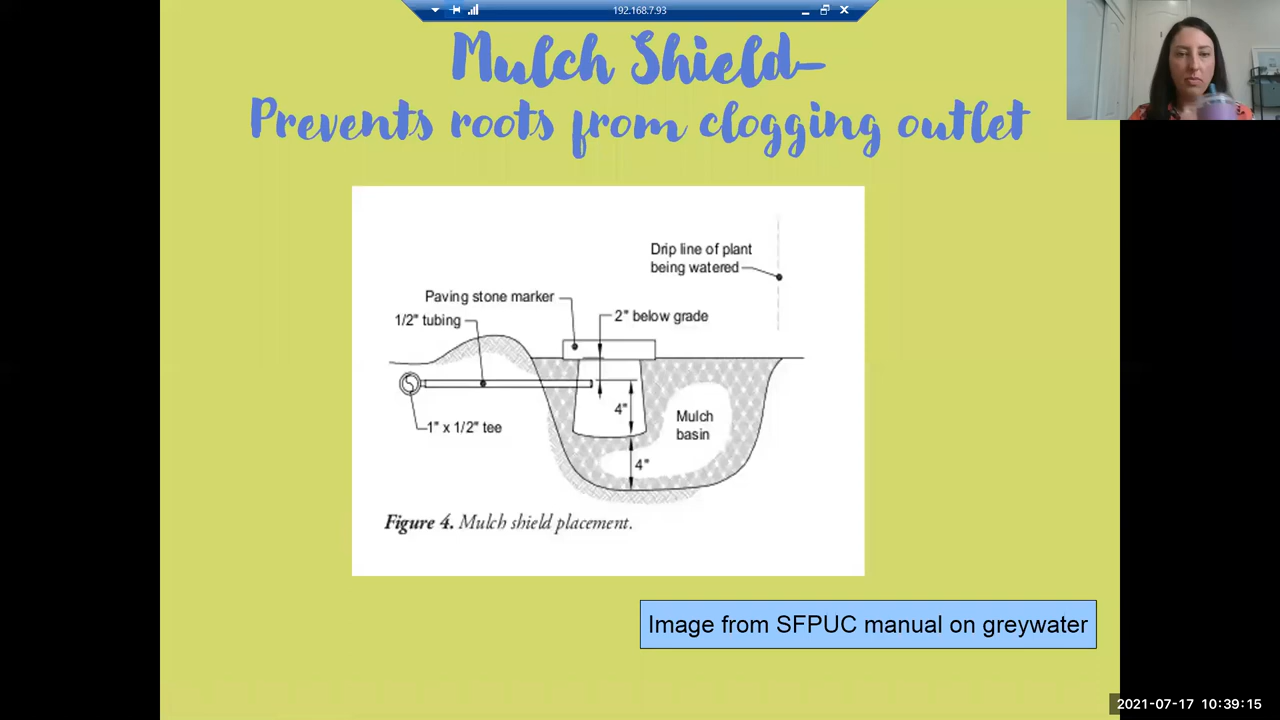 192.168.7.93
Mulch Shield-
Prevents roots from clogging outlet
Drip line of plant
being watered
Paving stone marker
2" below grade
1/2" tubing
4"
Mulch
basin
1" x 1/2" tee
4"
Figure 4. Mulch shield placement.
Image from SFPUC manual on greywater
2021-07-17 10:39:15